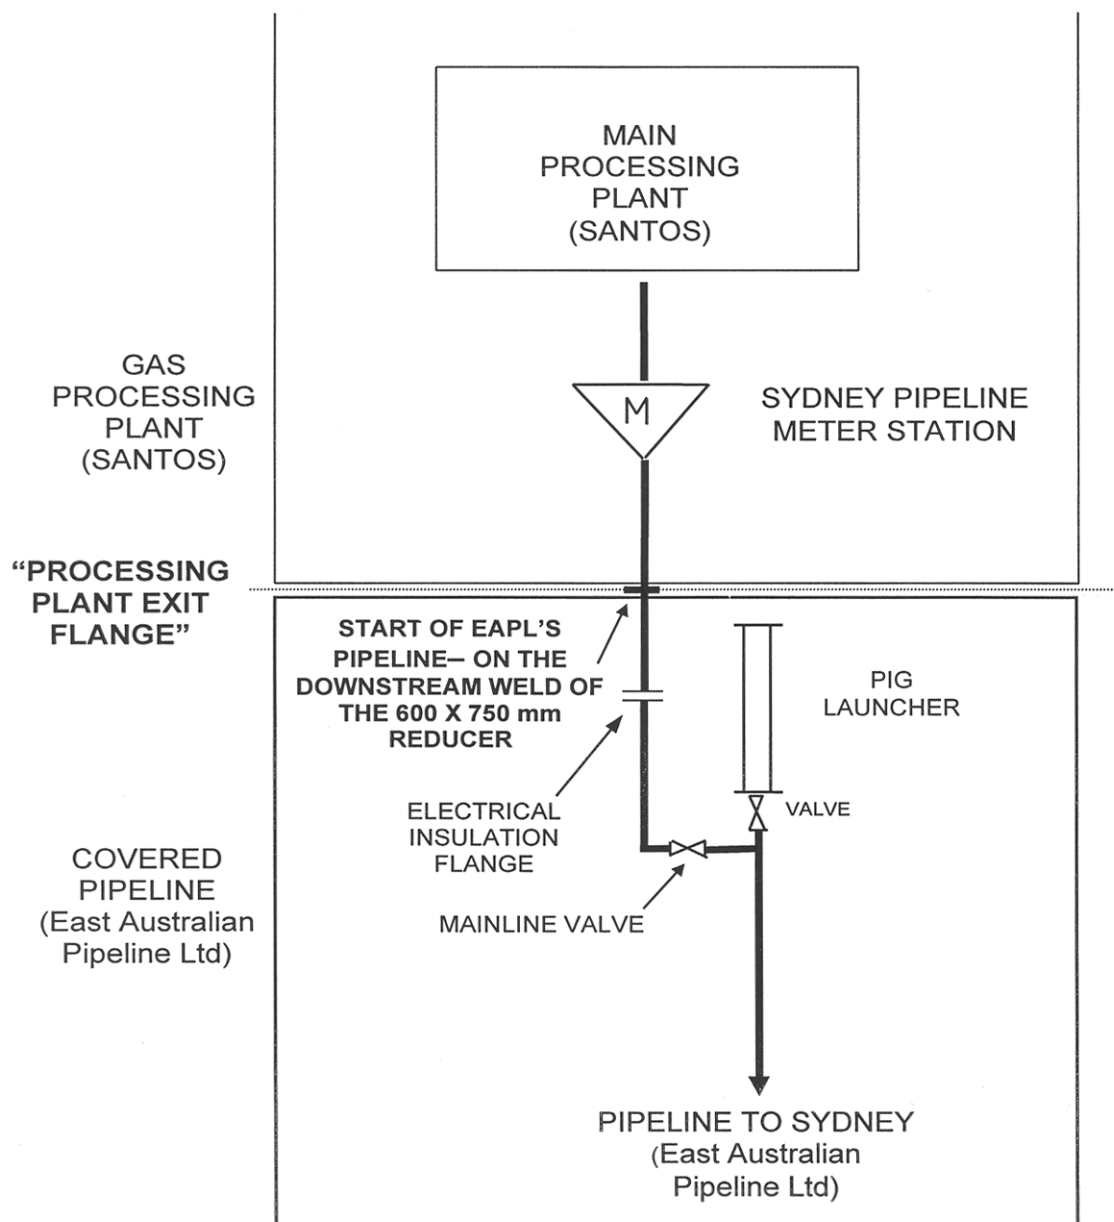 MAIN
PROCESSING
PLANT
(SANTOS)
GAS
PROCESSING
PLANT
(SANTOS)
M
SYDNEY PIPELINE
METER STATION
“PROCESSING
PLANT EXIT
FLANGE”
START OF EAPL’S
PIPELINE– ON THE
DOWNSTREAM WELD OF
THE 600 X 750 mm
REDUCER
PIG
LAUNCHER
ELECTRICAL
INSULATION
FLANGE
VALVE
COVERED
PIPELINE
(East Australian
Pipeline Ltd)
MAINLINE VALVE
PIPELINE TO SYDNEY
(East Australian
Pipeline Ltd)